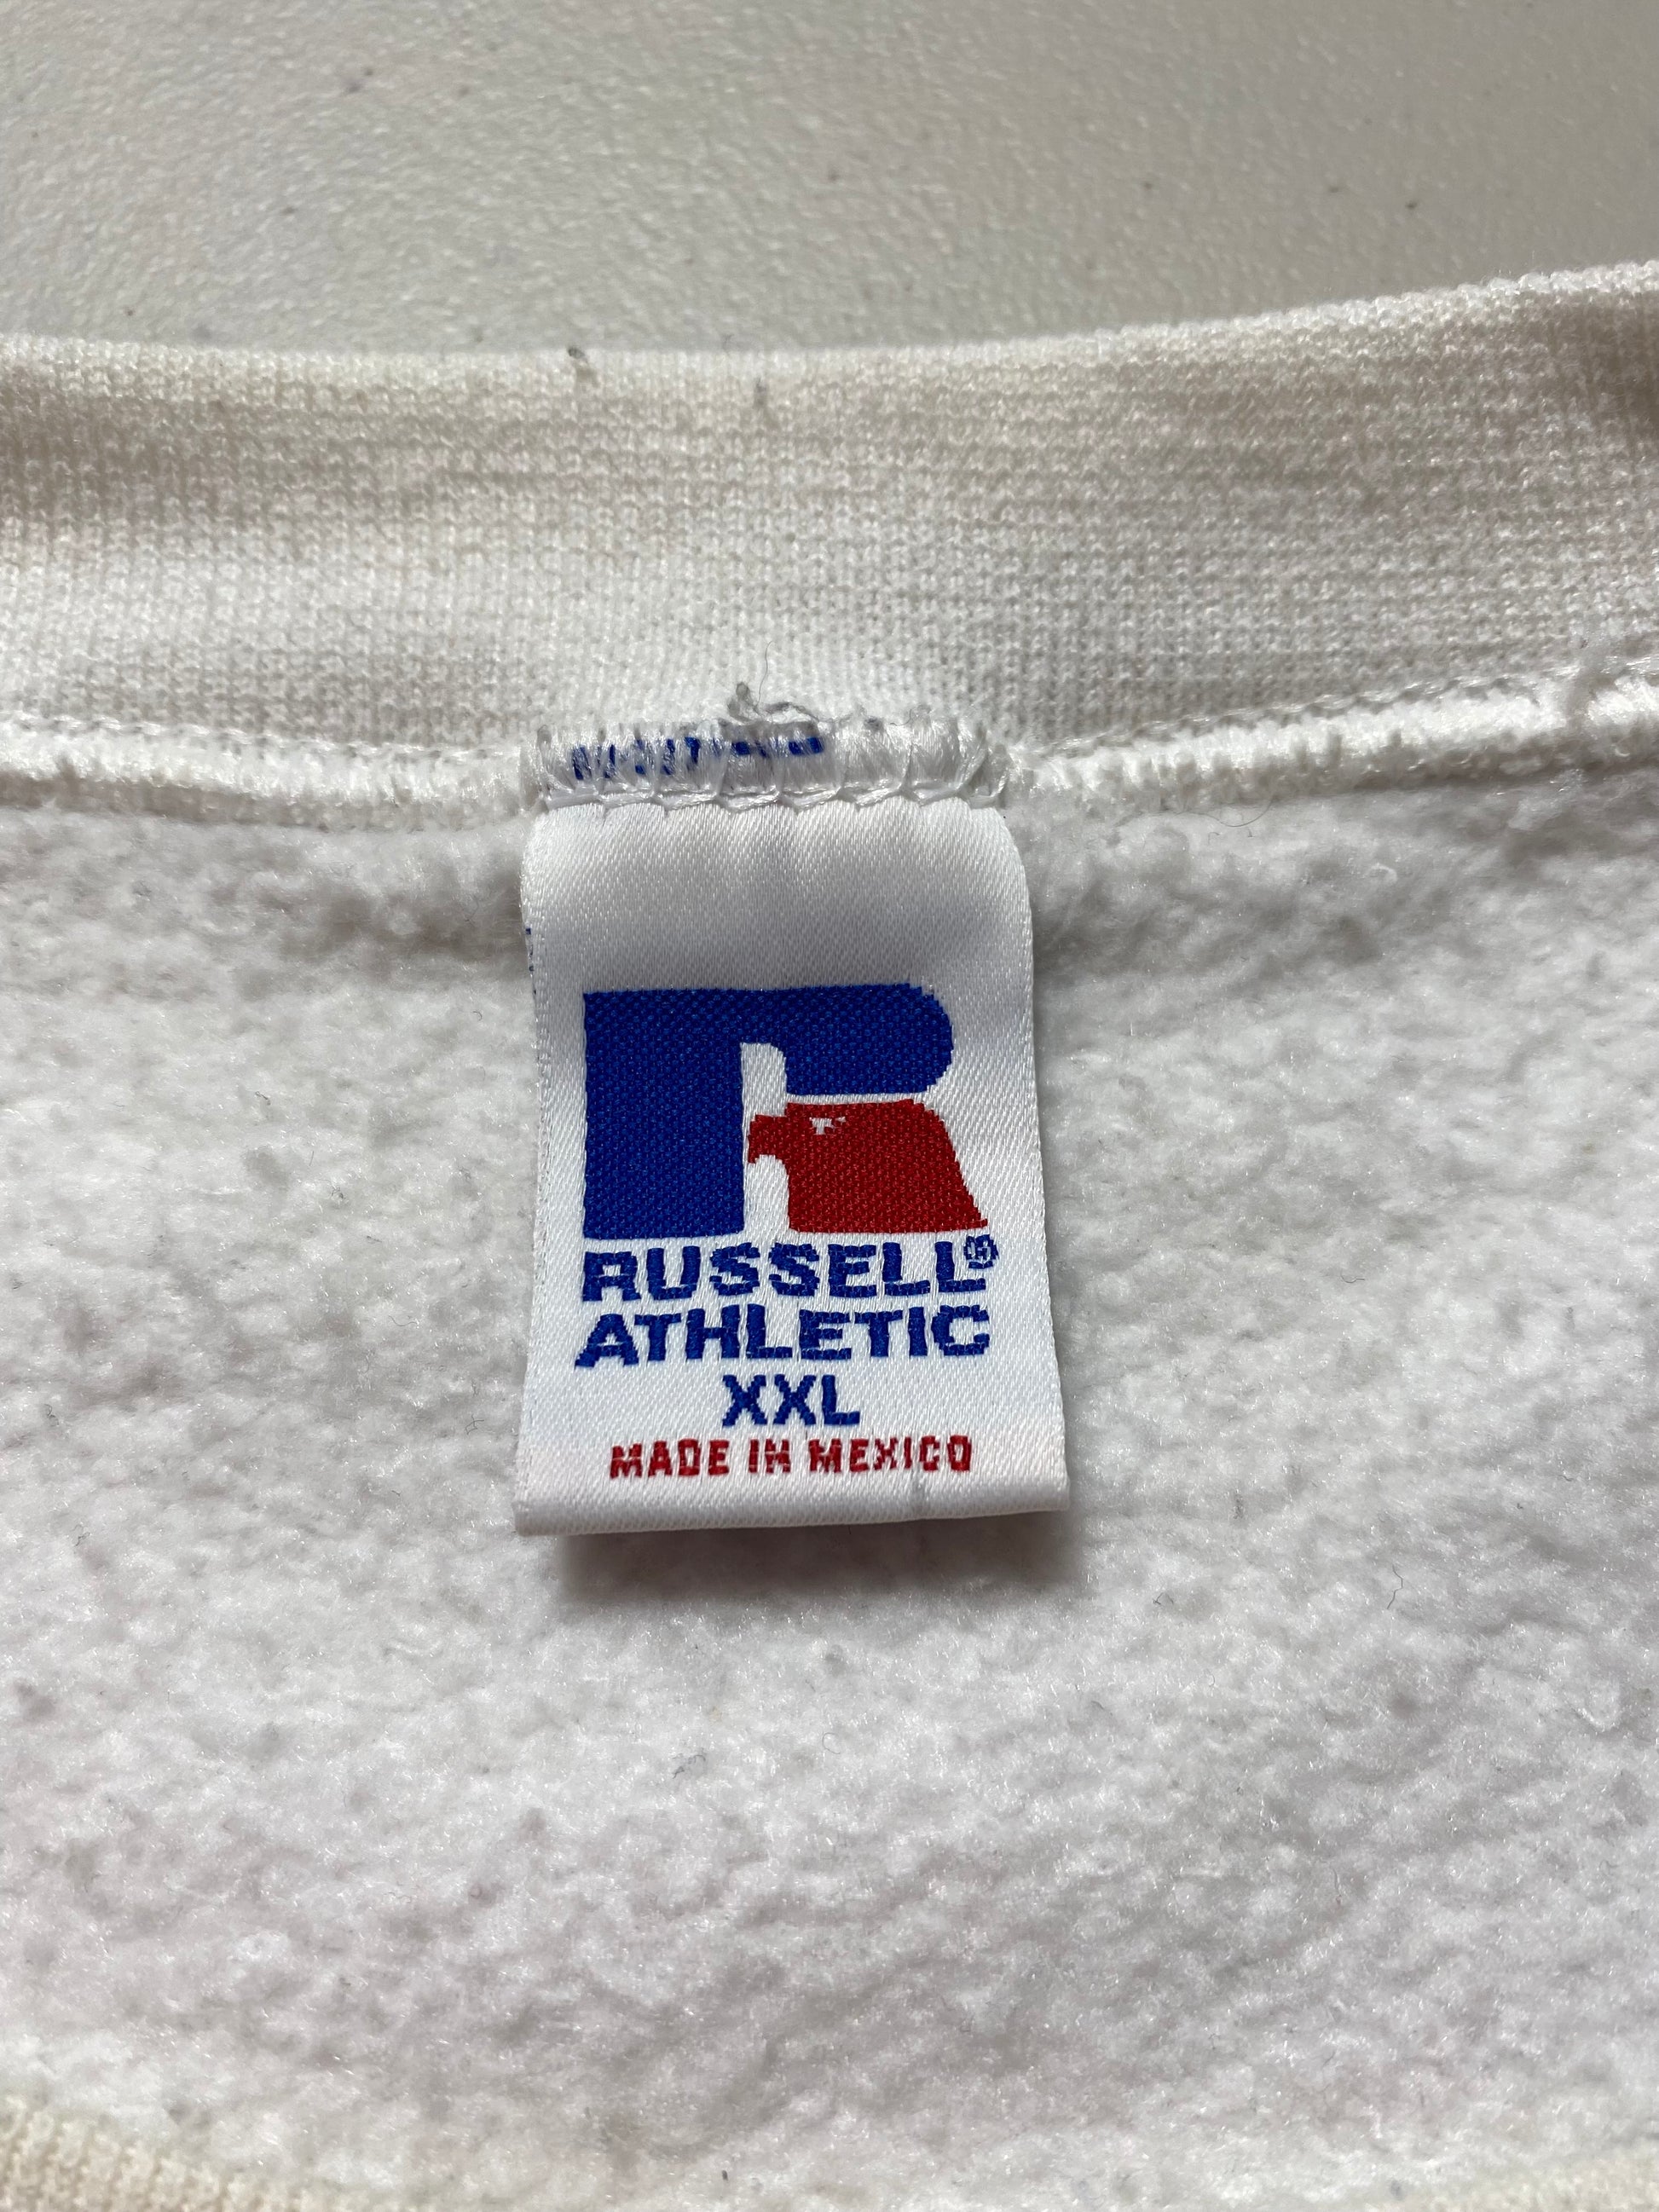 RUSSELL®
ATHLETIC
XXL
MADE IN MEXICO